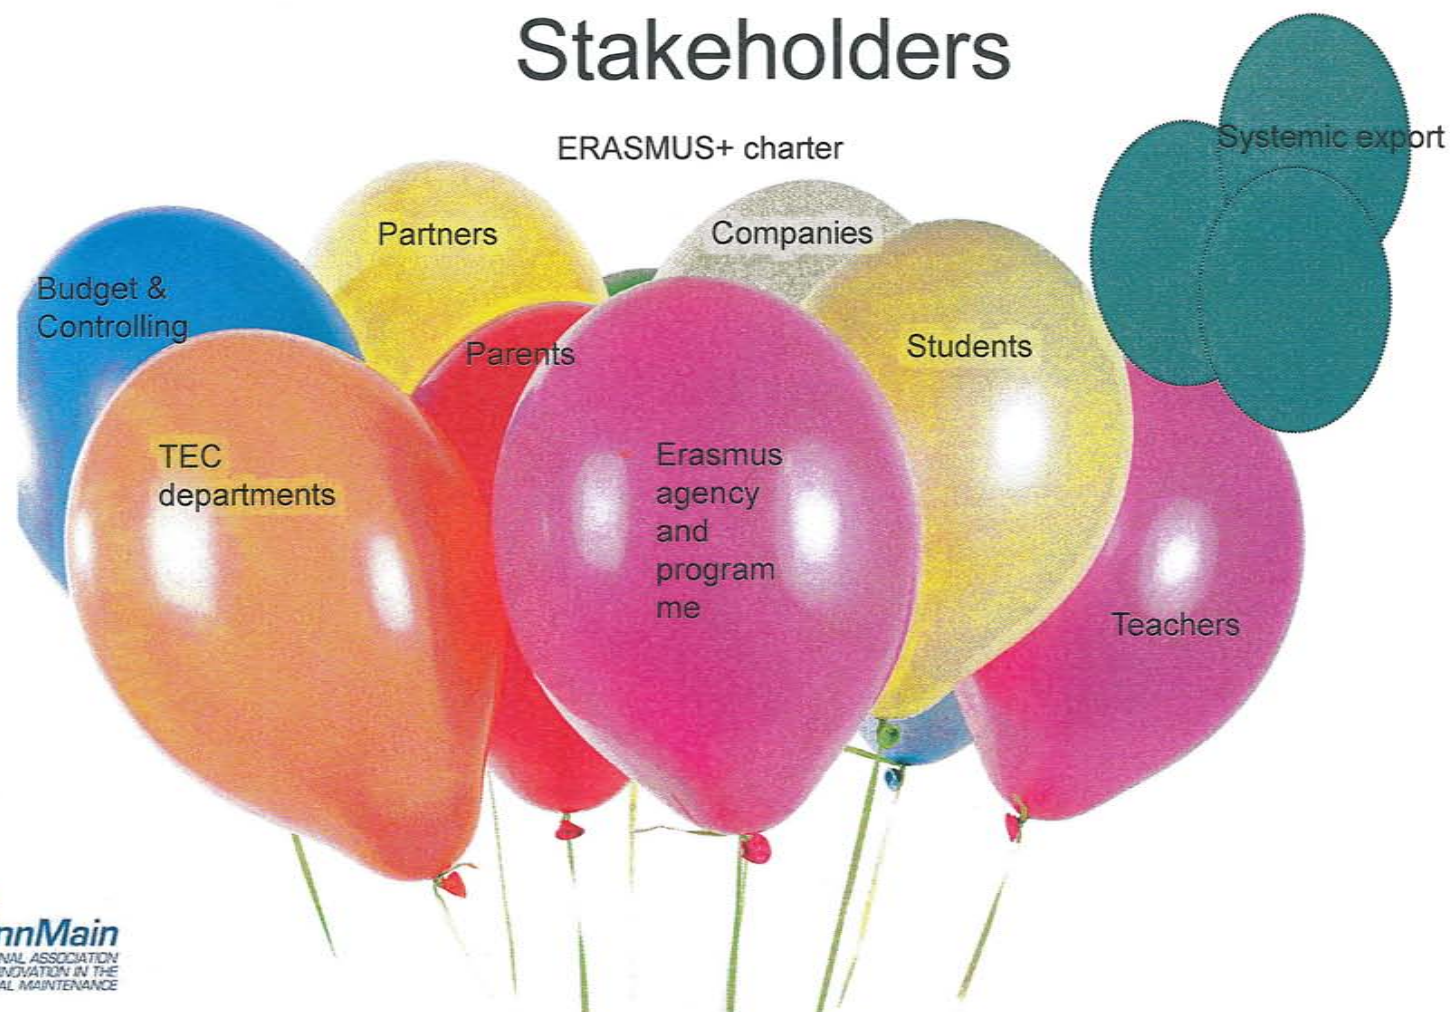 Stakeholders
ERASMUS+ charter
Systemic export
Partners
Companies
Budget &
Controlling
Parents
Students
TEC
departments
Erasmus
agency
and
program
me
Teachers
nnMain
NAL ASSOCIATION
NOVATION IN THE
AL MAINTENANCE